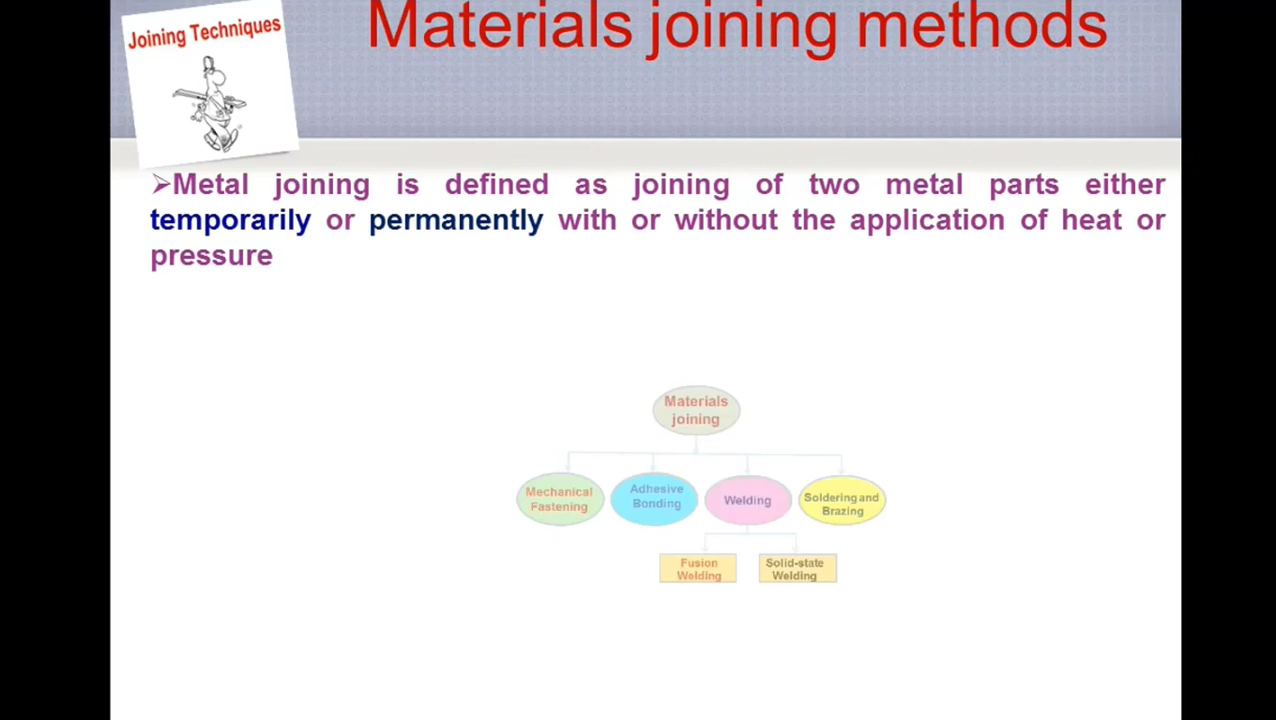 Joining Techniques
Materials joining methods
➢Metal joining is defined as joining of two metal parts either
temporarily or permanently with or without the application of heat or
pressure
Materials
joining
Mechanical
Fastening
Adhesive
Bonding
Welding
Soldering and
Brazing
Fusion
Welding
Solid-state
Welding